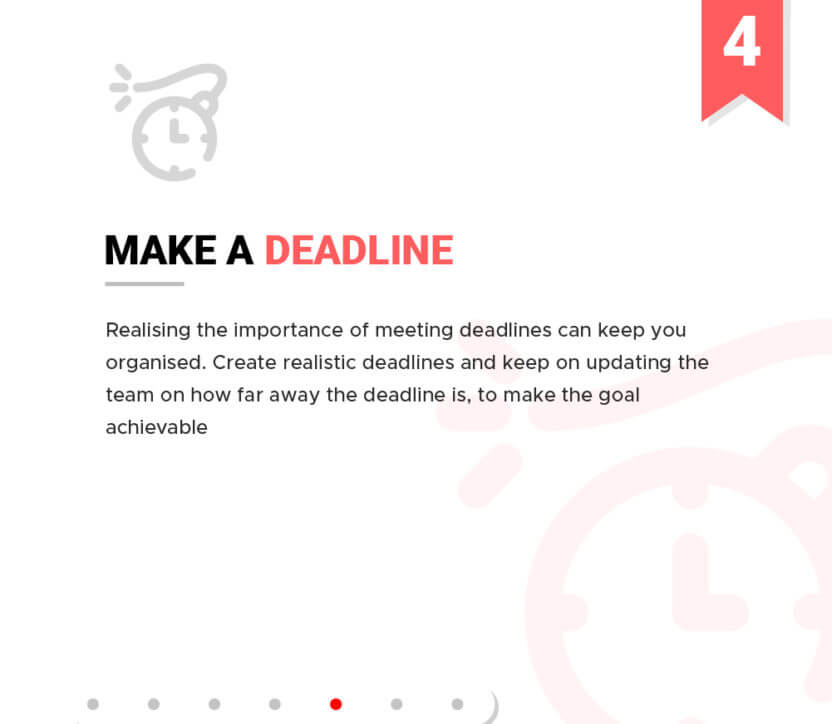 4
MAKE A DEADLINE
Realising the importance of meeting deadlines can keep you
organised. Create realistic deadlines and keep on updating the
team on how far away the deadline is, to make the goal
achievable